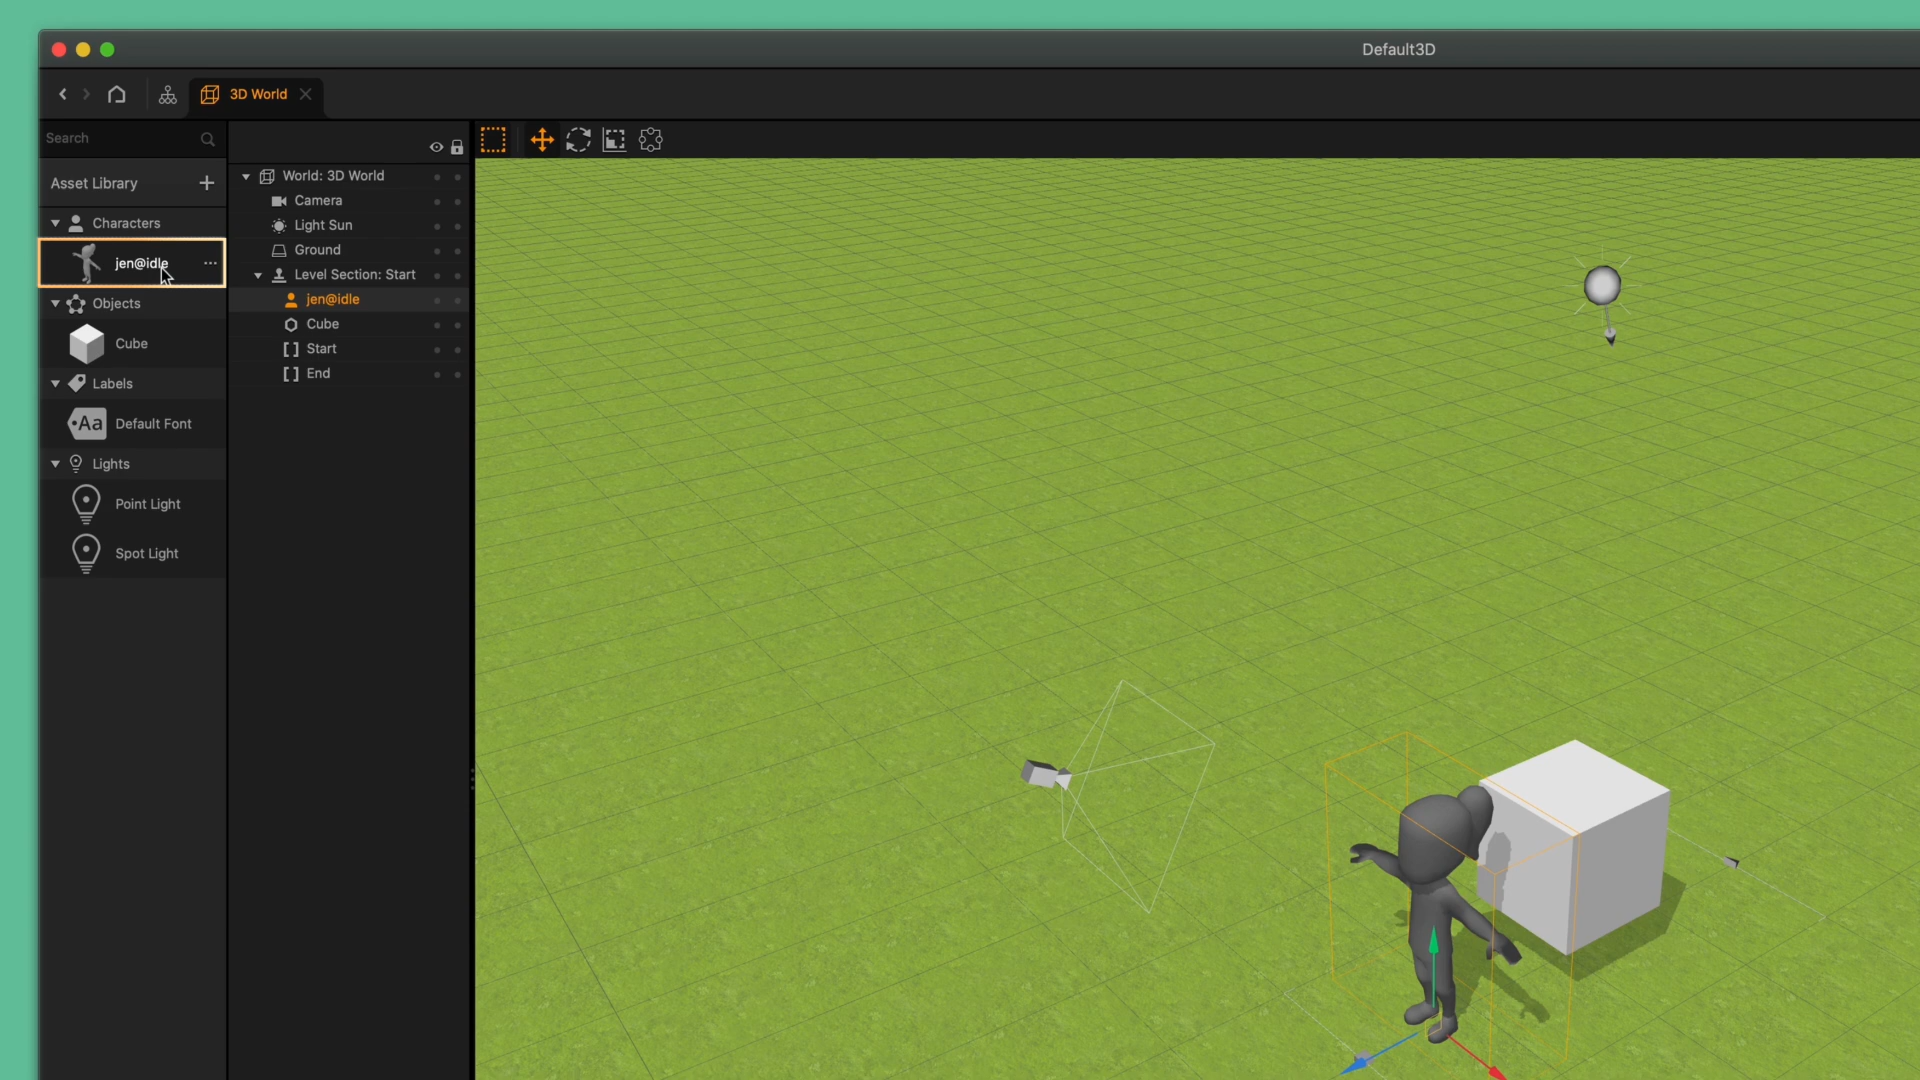 Default3D
3D World
Search
Asset Library
Characters
jen@idle
Objects
Cube
Labels
Aa Default Font
Lights
Point Light
Spot Light
World: 3D World
Camera
Light Sun
Ground
Level Section: Start
jen@idle
Cube
Start
End